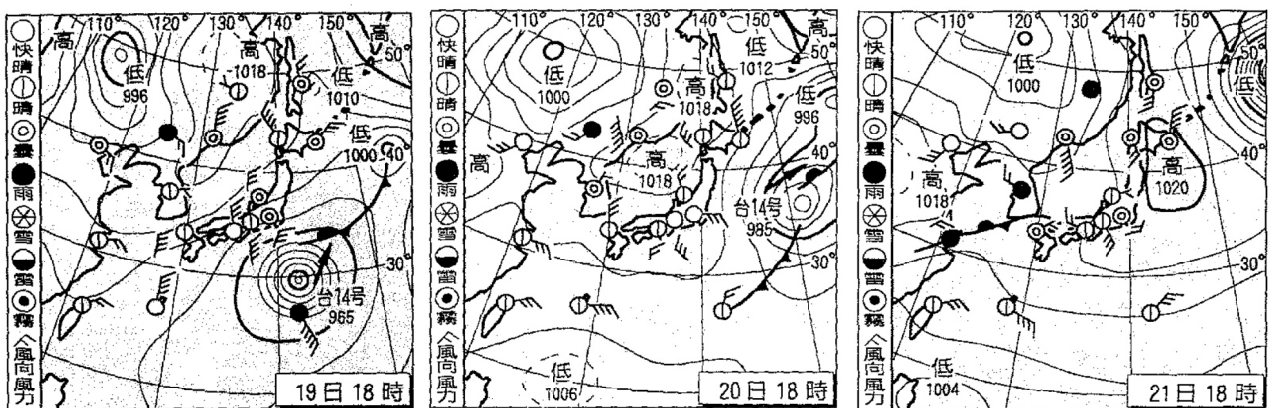 快晴
晴
曇
雨
雪
雷
霧
風向風力
110°
120°
130°
140°
150°
高
低
996
高
1018
低
1010
50°
低
1000
40°
30°
台14号
965
19日18時
快晴
晴
曇
雨
雪
雷
霧
風向風力
110°
120°
130°
140°
150°
低
1000
高
1018
低
1012
50°
低
996
高
高
1018
40°
台14号
985
30°
低
1006
20日18時
快晴
晴
曇
雨
雪
雷
霧
風向風力
110°
120°
130°
140°
150°
低
1000
50°
低
高
1018
高
1020
40°
30°
低
1004
21日18時